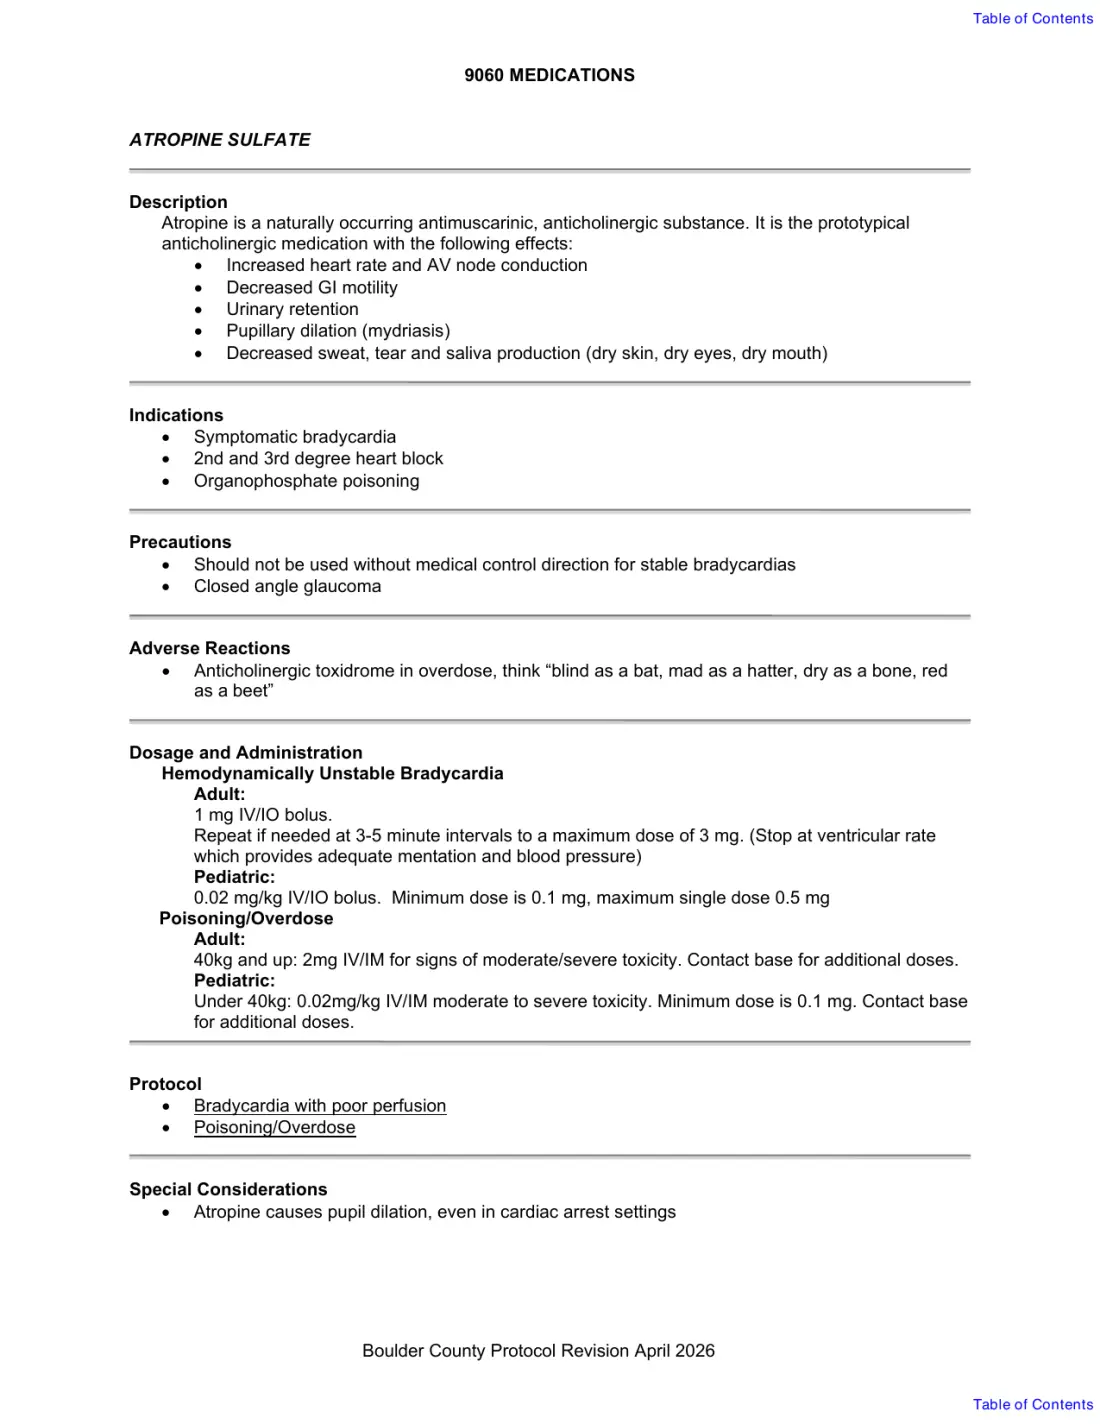 Table of Contents
9060 MEDICATIONS
ATROPINE SULFATE
Description
Atropine is a naturally occurring antimuscarinic, anticholinergic substance. It is the prototypical
anticholinergic medication with the following effects:
• Increased heart rate and AV node conduction
• Decreased GI motility
• Urinary retention
• Pupillary dilation (mydriasis)
• Decreased sweat, tear and saliva production (dry skin, dry eyes, dry mouth)
Indications
• Symptomatic bradycardia
• 2nd and 3rd degree heart block
• Organophosphate poisoning
Precautions
• Should not be used without medical control direction for stable bradycardias
• Closed angle glaucoma
Adverse Reactions
• Anticholinergic toxidrome in overdose, think “blind as a bat, mad as a hatter, dry as a bone, red
as a beet”
Dosage and Administration
Hemodynamically Unstable Bradycardia
Adult:
1 mg IV/IO bolus.
Repeat if needed at 3-5 minute intervals to a maximum dose of 3 mg. (Stop at ventricular rate
which provides adequate mentation and blood pressure)
Pediatric:
0.02 mg/kg IV/IO bolus.  Minimum dose is 0.1 mg, maximum single dose 0.5 mg
Poisoning/Overdose
Adult:
40kg and up: 2mg IV/IM for signs of moderate/severe toxicity. Contact base for additional doses.
Pediatric:
Under 40kg: 0.02mg/kg IV/IM moderate to severe toxicity. Minimum dose is 0.1 mg. Contact base
for additional doses.
Protocol
• Bradycardia with poor perfusion
• Poisoning/Overdose
Special Considerations
• Atropine causes pupil dilation, even in cardiac arrest settings
Boulder County Protocol Revision April 2026
Table of Contents